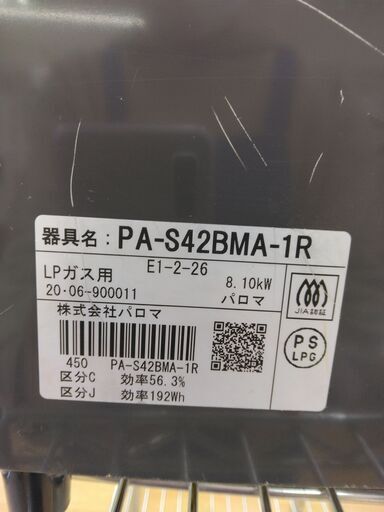 器具名：PA-S42BMA-1R
E1-2-26
LPガス用 8.10kW
20·06-900011 パロマ
株式会社パロマ
JIA認証
PS
LPG
450 PA-S42BMA-1R
区分C 効率56.3%
区分J 効率192Wh